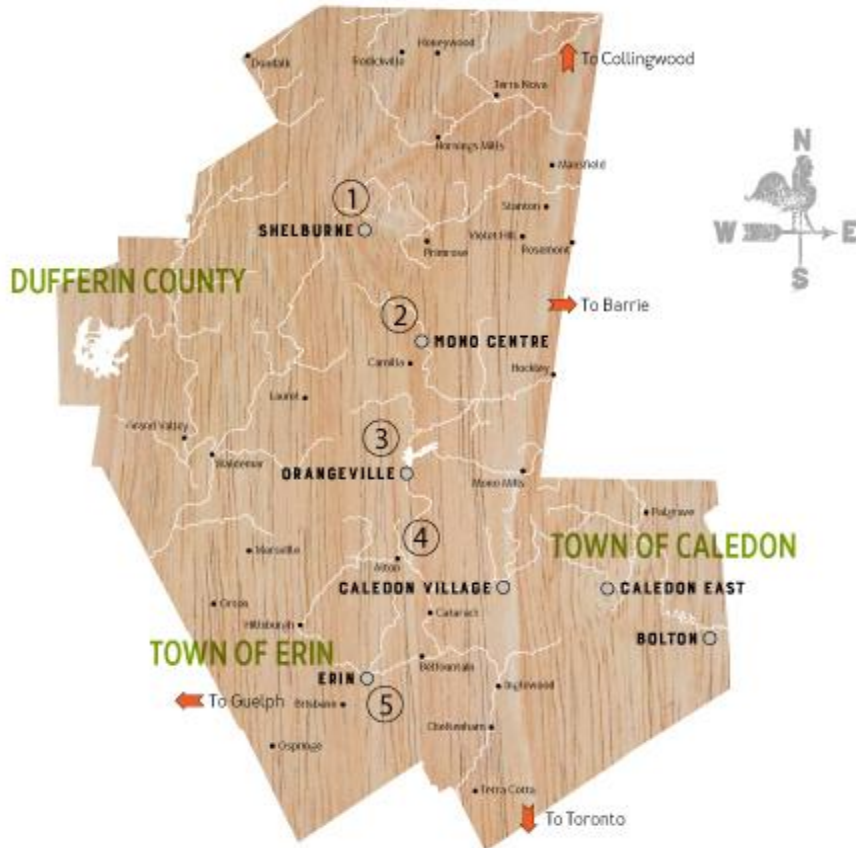 Honeywood
Dundalk
To Collingwood
Terra Nova
Hornings Mills
Mansfield
N
1
Stanton
SHELBURNE
Violet Hill
W
E
Primrose
Rosemont
S
DUFFERIN COUNTY
To Barrie
2
MONO CENTRE
Camilla
Hockley
Laurel
Grand Valley
3
Waldemar
ORANGEVILLE
Mono Mills
Palgrave
4
TOWN OF CALEDON
Marsville
Alton
CALEDON VILLAGE
CALEDON EAST
Cataract
Hillsburgh
BOLTON
TOWN OF ERIN
Belfountain
ERIN
Inglewood
To Guelph
Brisbane
5
Cheltenham
Ospringe
Terra Cotta
To Toronto